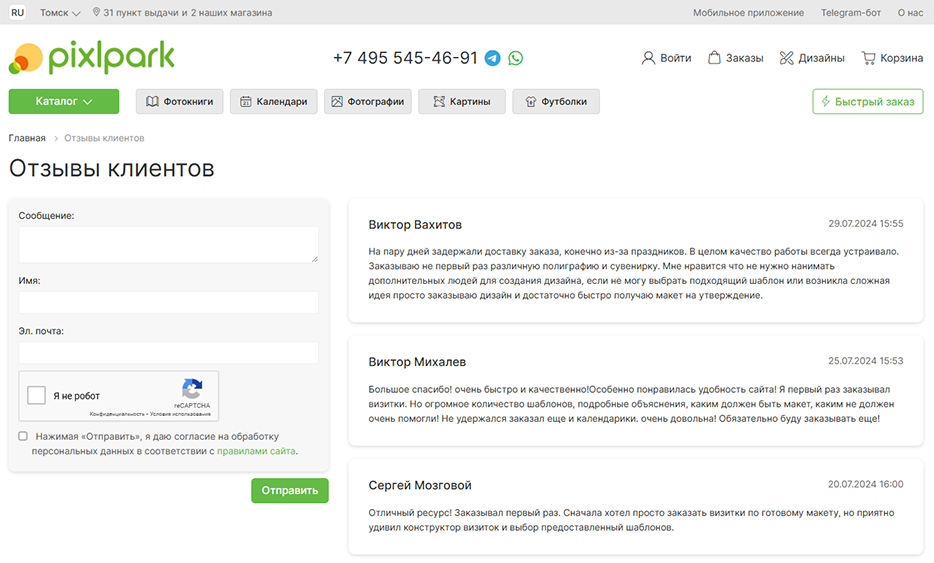 RU Томск 31 пункт выдачи и 2 наших магазина Мобильное приложение Telegram-бот О нас
pixlpark +7 495 545-46-91 Войти Заказы Дизайны Корзина
Каталог Фотокниги Календари Фотографии Картины Футболки Быстрый заказ
Главная > Отзывы клиентов
Отзывы клиентов
Сообщение:
Имя:
Эл. почта:
Я не робот
reCAPTCHA
Конфиденциальность - Условия использования
Нажимая «Отправить», я даю согласие на обработку
персональных данных в соответствии с правилами сайта.
Отправить
Виктор Вахитов 29.07.2024 15:55
На пару дней задержали доставку заказа, конечно из-за праздников. В целом качество работы всегда устраивало.
Заказываю не первый раз различную полиграфию и сувенирку. Мне нравится что не нужно нанимать
дополнительных людей для создания дизайна, если не могу выбрать подходящий шаблон или возникла сложная
идея просто заказываю дизайн и достаточно быстро получаю макет на утверждение.
Виктор Михалев 25.07.2024 15:53
Большое спасибо! очень быстро и качественно!Особенно понравилась удобность сайта! Я первый раз заказывал
визитки. Но огромное количество шаблонов, подробные объяснения, каким должен быть макет, каким не должен
очень помогли! Не удержался заказал еще и календарики. очень довольна! Обязательно буду заказывать еще!
Сергей Мозговой 20.07.2024 16:00
Отличный ресурс! Заказывал первый раз. Сначала хотел просто заказать визитки по готовому макету, но приятно
удивил конструктор визиток и выбор предоставленный шаблонов.